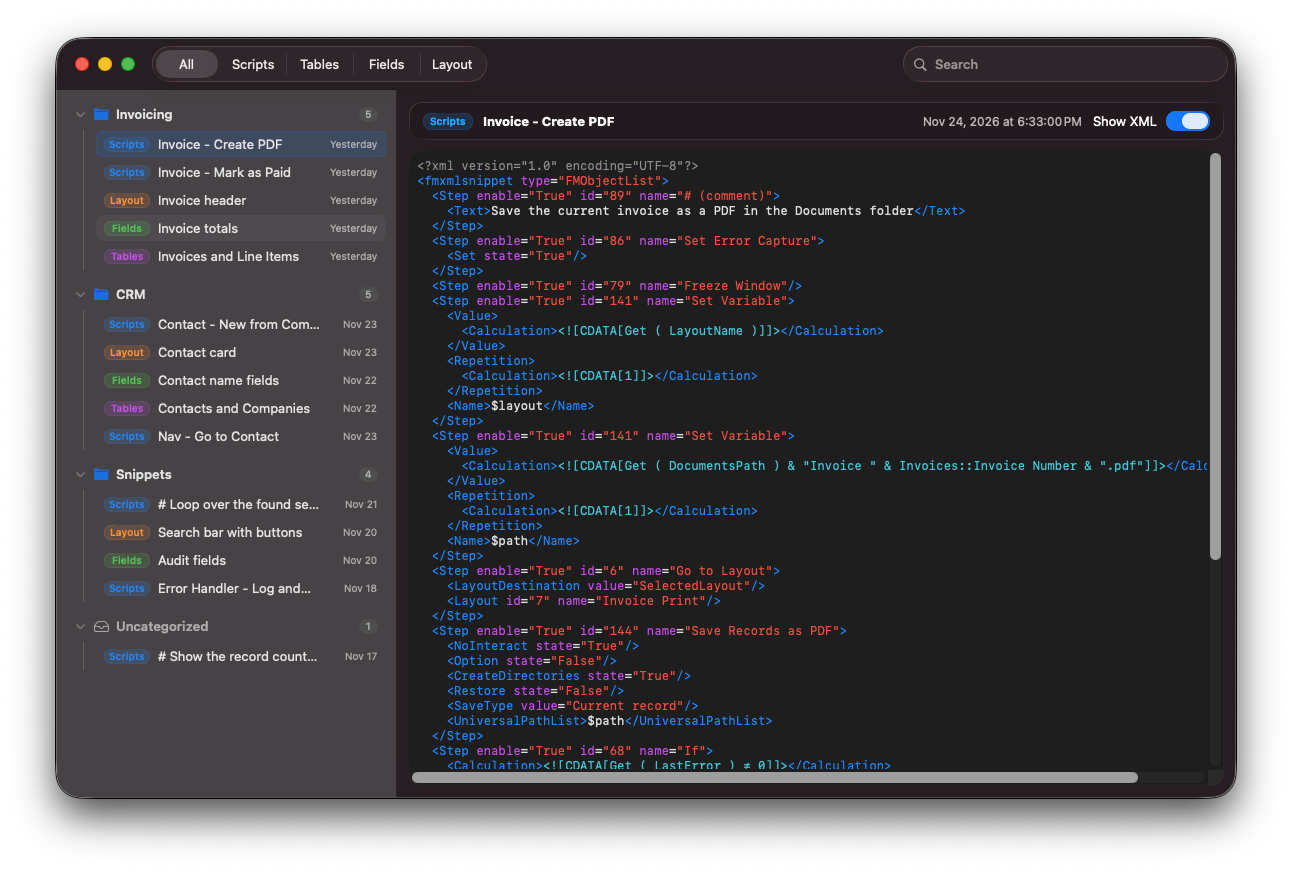 All
Scripts
Tables
Fields
Layout
Search
Invoicing 5
Scripts Invoice - Create PDF Yesterday
Scripts Invoice - Mark as Paid Yesterday
Layout Invoice header Yesterday
Fields Invoice totals Yesterday
Tables Invoices and Line Items Yesterday
CRM 5
Scripts Contact - New from Com... Nov 23
Layout Contact card Nov 23
Fields Contact name fields Nov 22
Tables Contacts and Companies Nov 22
Scripts Nav - Go to Contact Nov 23
Snippets 4
Scripts # Loop over the found se... Nov 21
Layout Search bar with buttons Nov 20
Fields Audit fields Nov 20
Scripts Error Handler - Log and... Nov 18
Uncategorized 1
Scripts # Show the record count... Nov 17
Scripts Invoice - Create PDF Nov 24, 2026 at 6:33:00 PM Show XML
<?xml version="1.0" encoding="UTF-8"?>
<fmxmlsnippet type="FMObjectList">
  <Step enable="True" id="89" name="# (comment)">
    <Text>Save the current invoice as a PDF in the Documents folder</Text>
  </Step>
  <Step enable="True" id="86" name="Set Error Capture">
    <Set state="True"/>
  </Step>
  <Step enable="True" id="79" name="Freeze Window"/>
  <Step enable="True" id="141" name="Set Variable">
    <Value>
      <Calculation><![CDATA[Get ( LayoutName )]]></Calculation>
    </Value>
    <Repetition>
      <Calculation><![CDATA[1]]></Calculation>
    </Repetition>
    <Name>$layout</Name>
  </Step>
  <Step enable="True" id="141" name="Set Variable">
    <Value>
      <Calculation><![CDATA[Get ( DocumentsPath ) & "Invoice " & Invoices::Invoice Number & ".pdf"]]></Calc
    </Value>
    <Repetition>
      <Calculation><![CDATA[1]]></Calculation>
    </Repetition>
    <Name>$path</Name>
  </Step>
  <Step enable="True" id="6" name="Go to Layout">
    <LayoutDestination value="SelectedLayout"/>
    <Layout id="7" name="Invoice Print"/>
  </Step>
  <Step enable="True" id="144" name="Save Records as PDF">
    <NoInteract state="True"/>
    <Option state="False"/>
    <CreateDirectories state="True"/>
    <Restore state="False"/>
    <SaveType value="Current record"/>
    <UniversalPathList>$path</UniversalPathList>
  </Step>
  <Step enable="True" id="68" name="If">
    <Calculation><![CDATA[Get ( LastError ) ≠ 0]]></Calculation>